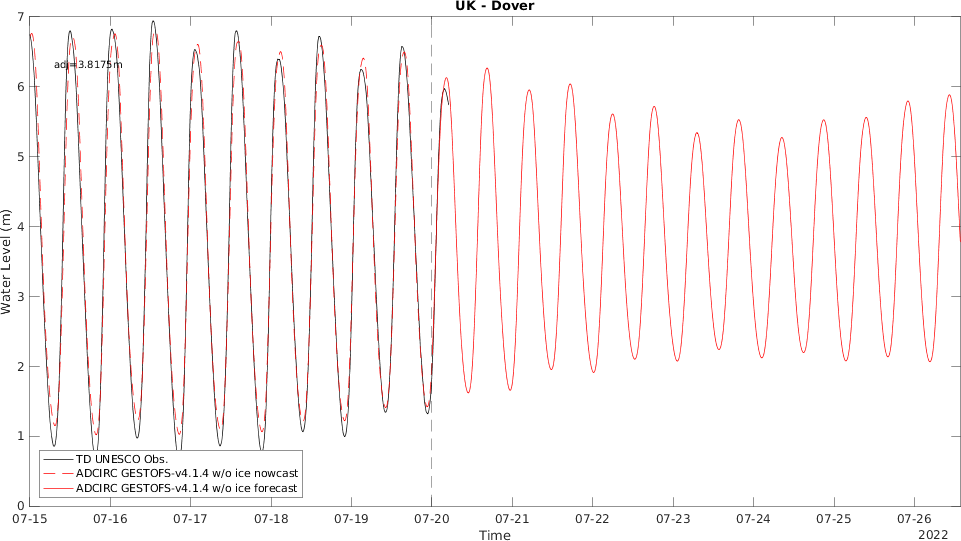 UK - Dover
7
adj=3.8175m
6
5
4
3
2
1
0
Water Level (m)
TD UNESCO Obs.
ADCIRC GESTOFS-v4.1.4 w/o ice nowcast
ADCIRC GESTOFS-v4.1.4 w/o ice forecast
07-15 07-16 07-17 07-18 07-19 07-20 07-21 07-22 07-23 07-24 07-25 07-26
Time
2022